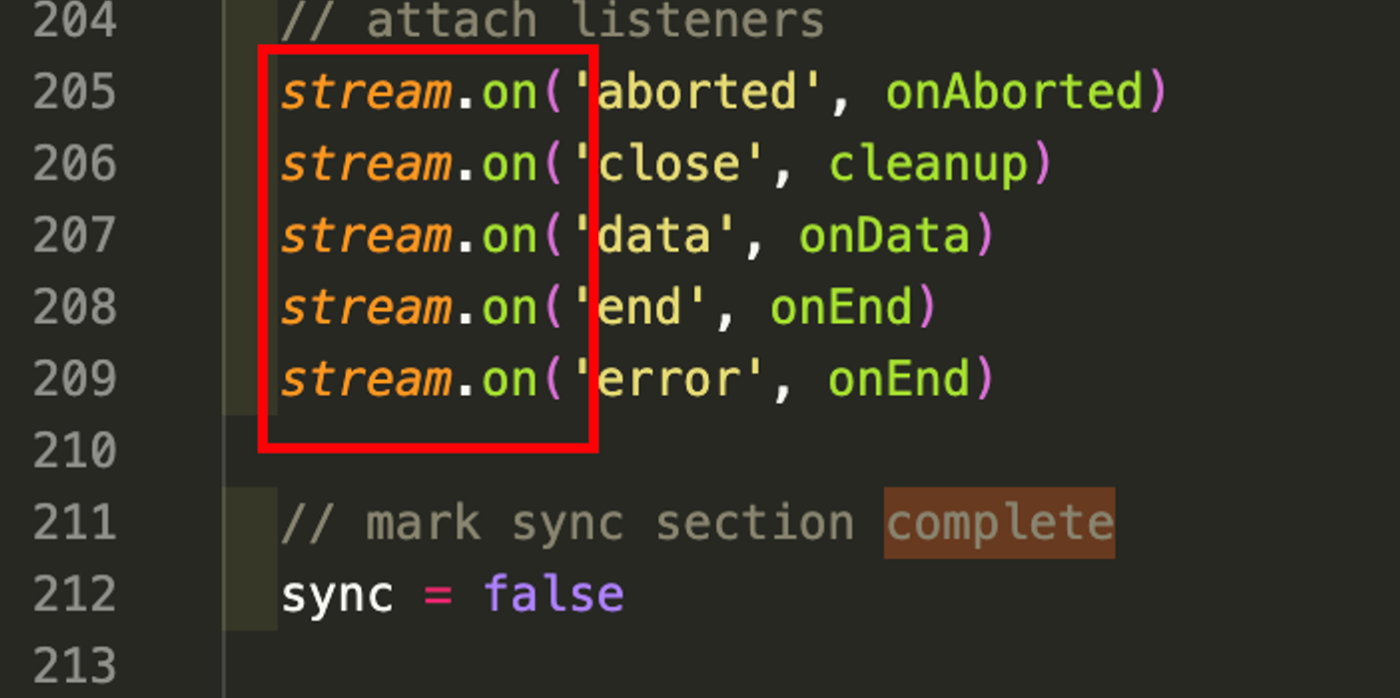 204 // attach listeners
205 stream.on('aborted', onAborted)
206 stream.on('close', cleanup)
207 stream.on('data', onData)
208 stream.on('end', onEnd)
209 stream.on('error', onEnd)
210
211 // mark sync section complete
212 sync = false
213